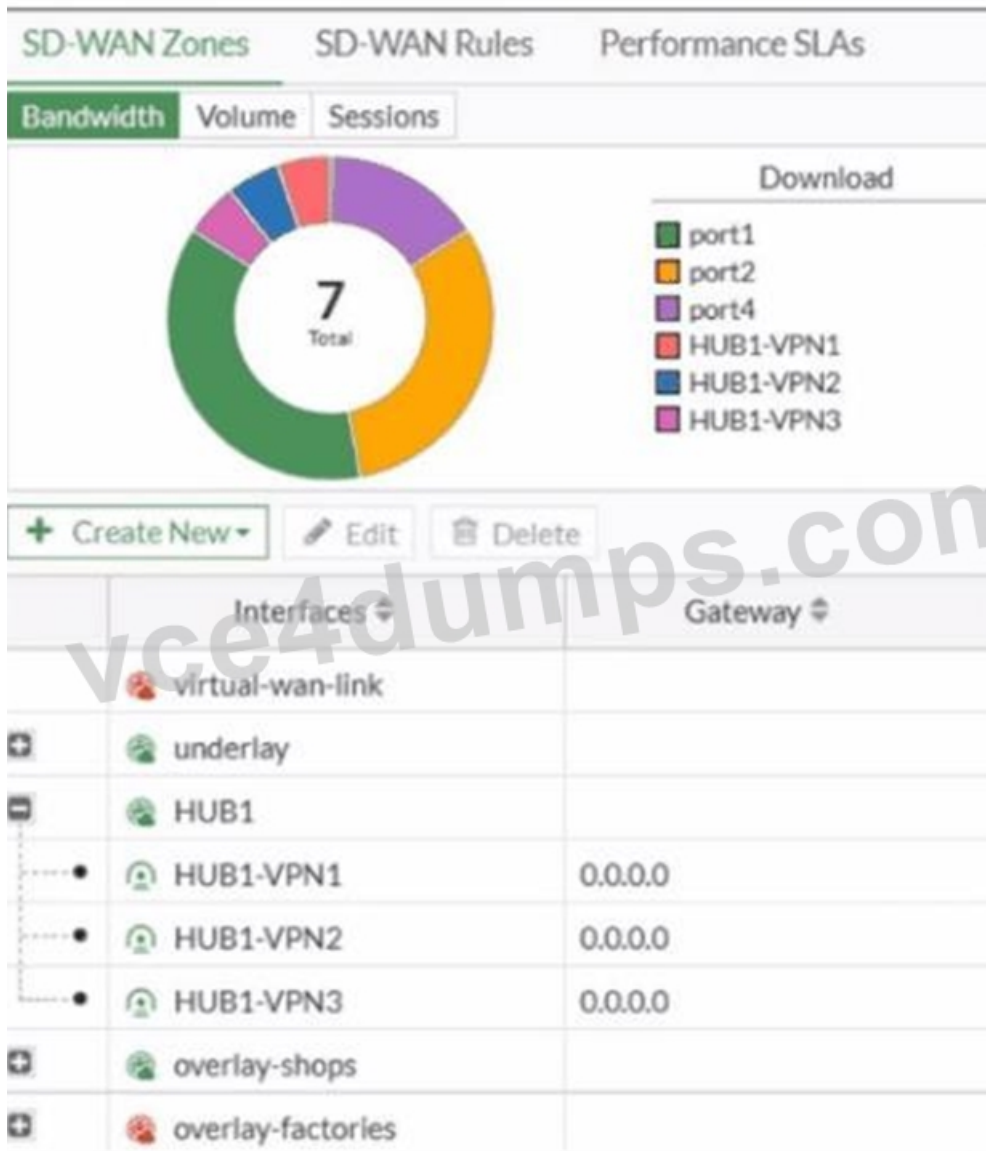 SD-WAN Zones SD-WAN Rules Performance SLAs
Bandwidth Volume Sessions
Download
port1
port2
port4
HUB1-VPN1
HUB1-VPN2
HUB1-VPN3
7
Total
+ Create New Edit Delete
Interfaces Gateway
virtual-wan-link
underlay
HUB1
HUB1-VPN1 0.0.0.0
HUB1-VPN2 0.0.0.0
HUB1-VPN3 0.0.0.0
overlay-shops
overlay-factories
vce4dumps.com